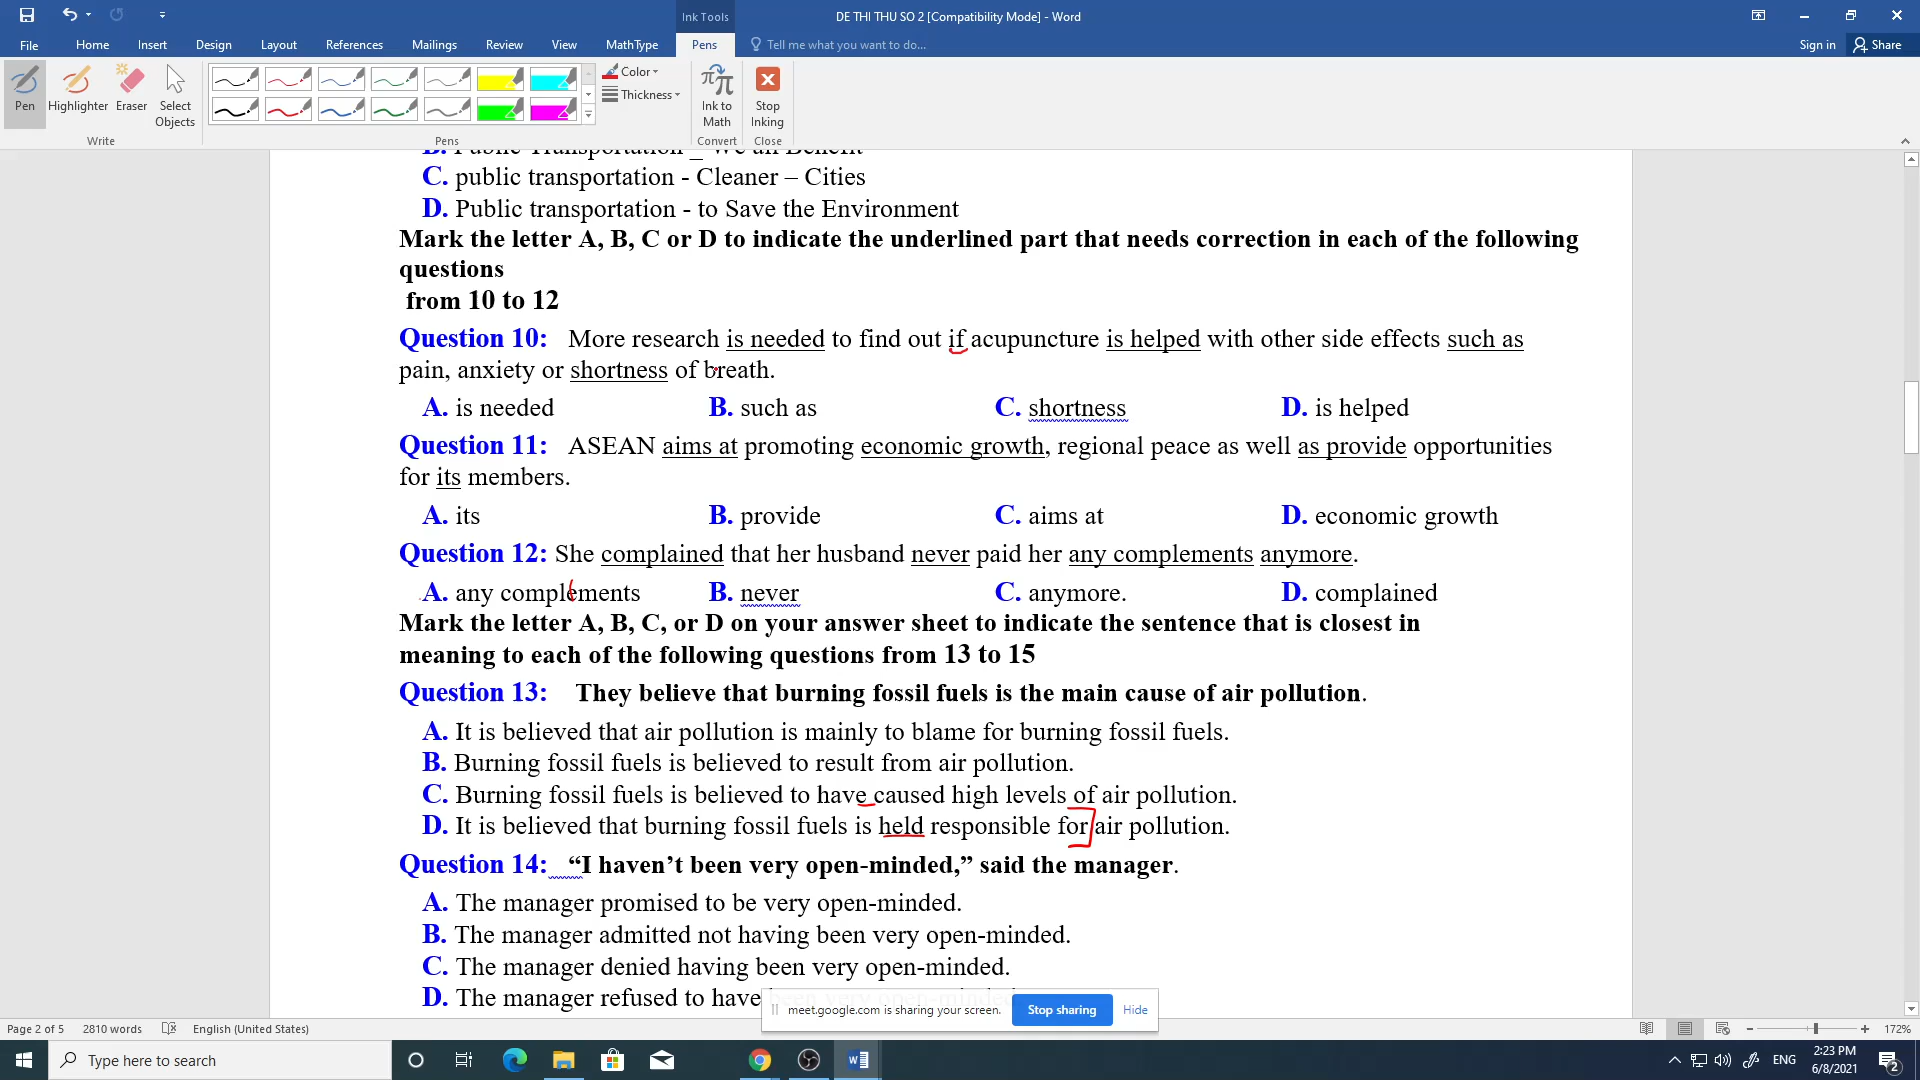 Ink Tools
DE THI THU SO 2 [Compatibility Mode] - Word
File Home Insert Design Layout References Mailings Review View MathType Pens Tell me what you want to do... Sign in Share
Pen Highlighter Eraser Select Objects
Color
Thickness
Ink to Math Stop Inking
Write Pens Convert Close
B. Public Transportation _ We all Benefit
C. public transportation - Cleaner – Cities
D. Public transportation - to Save the Environment
Mark the letter A, B, C or D to indicate the underlined part that needs correction in each of the following
questions
from 10 to 12
Question 10: More research is needed to find out if acupuncture is helped with other side effects such as
pain, anxiety or shortness of breath.
A. is needed B. such as C. shortness D. is helped
Question 11: ASEAN aims at promoting economic growth, regional peace as well as provide opportunities
for its members.
A. its B. provide C. aims at D. economic growth
Question 12: She complained that her husband never paid her any complements anymore.
A. any complements B. never C. anymore. D. complained
Mark the letter A, B, C, or D on your answer sheet to indicate the sentence that is closest in
meaning to each of the following questions from 13 to 15
Question 13: They believe that burning fossil fuels is the main cause of air pollution.
A. It is believed that air pollution is mainly to blame for burning fossil fuels.
B. Burning fossil fuels is believed to result from air pollution.
C. Burning fossil fuels is believed to have caused high levels of air pollution.
D. It is believed that burning fossil fuels is held responsible for air pollution.
Question 14: “I haven’t been very open-minded,” said the manager.
A. The manager promised to be very open-minded.
B. The manager admitted not having been very open-minded.
C. The manager denied having been very open-minded.
D. The manager refused to have been very open-minded
meet.google.com is sharing your screen. Stop sharing Hide
Page 2 of 5 2810 words English (United States) 172%
Type here to search ENG 2:23 PM
6/8/2021 2